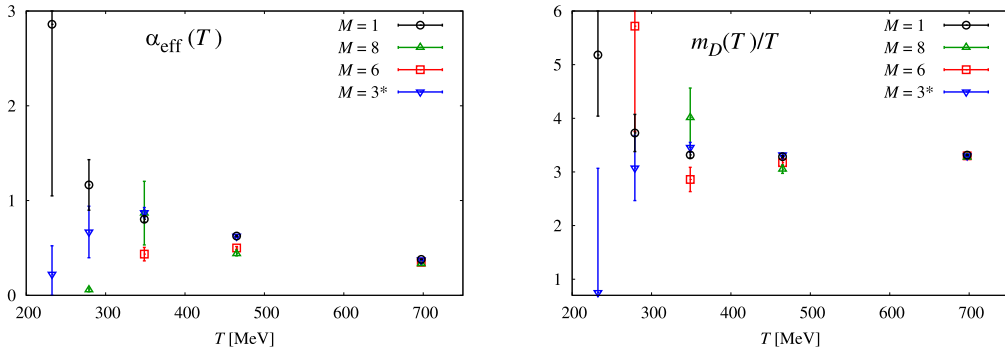 α_eff (T)
M = 1
M = 8
M = 6
M = 3*
3
2
1
0
200 300 400 500 600 700
T [MeV]
m_D(T)/T
M = 1
M = 8
M = 6
M = 3*
6
5
4
3
2
1
200 300 400 500 600 700
T [MeV]